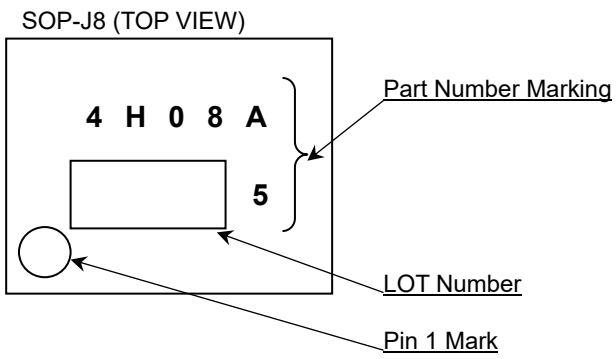 SOP-J8 (TOP VIEW)
Part Number Marking
4 H 0 8 A
5
LOT Number
Pin 1 Mark